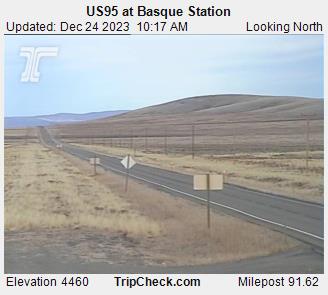 US95 at Basque Station
Updated: Dec 24 2023 10:17 AM Looking North
Elevation 4460 TripCheck.com Milepost 91.62